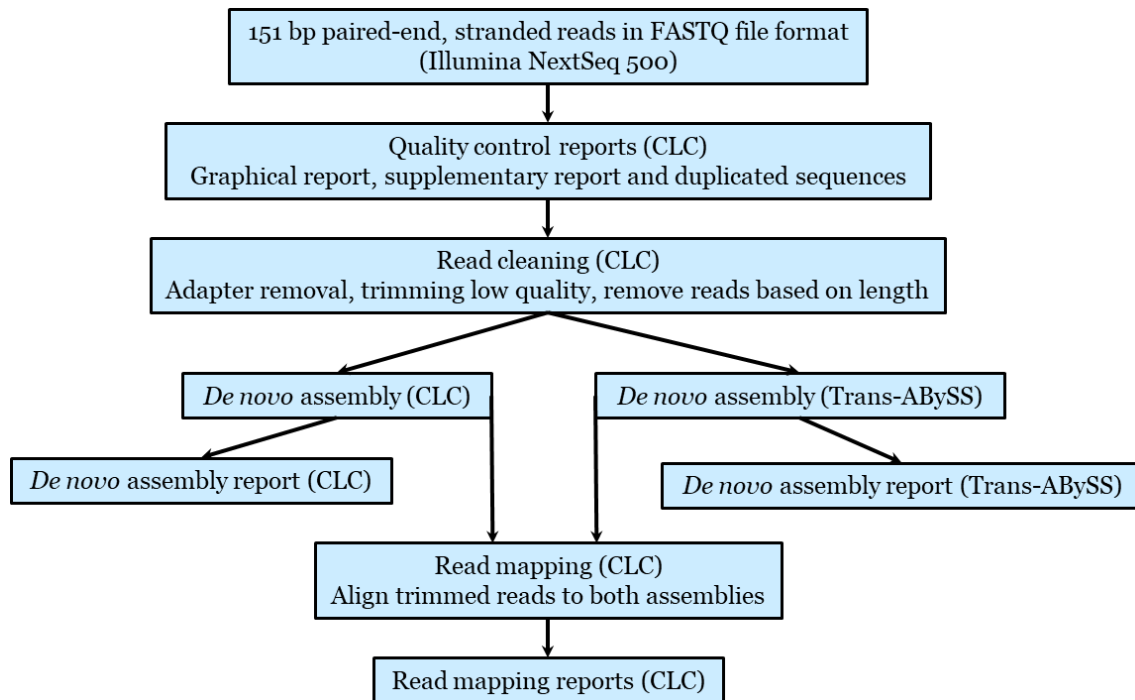 151 bp paired-end, stranded reads in FASTQ file format
(Illumina NextSeq 500)
Quality control reports (CLC)
Graphical report, supplementary report and duplicated sequences
Read cleaning (CLC)
Adapter removal, trimming low quality, remove reads based on length
De novo assembly (CLC)
De novo assembly (Trans-ABySS)
De novo assembly report (CLC)
De novo assembly report (Trans-ABySS)
Read mapping (CLC)
Align trimmed reads to both assemblies
Read mapping reports (CLC)